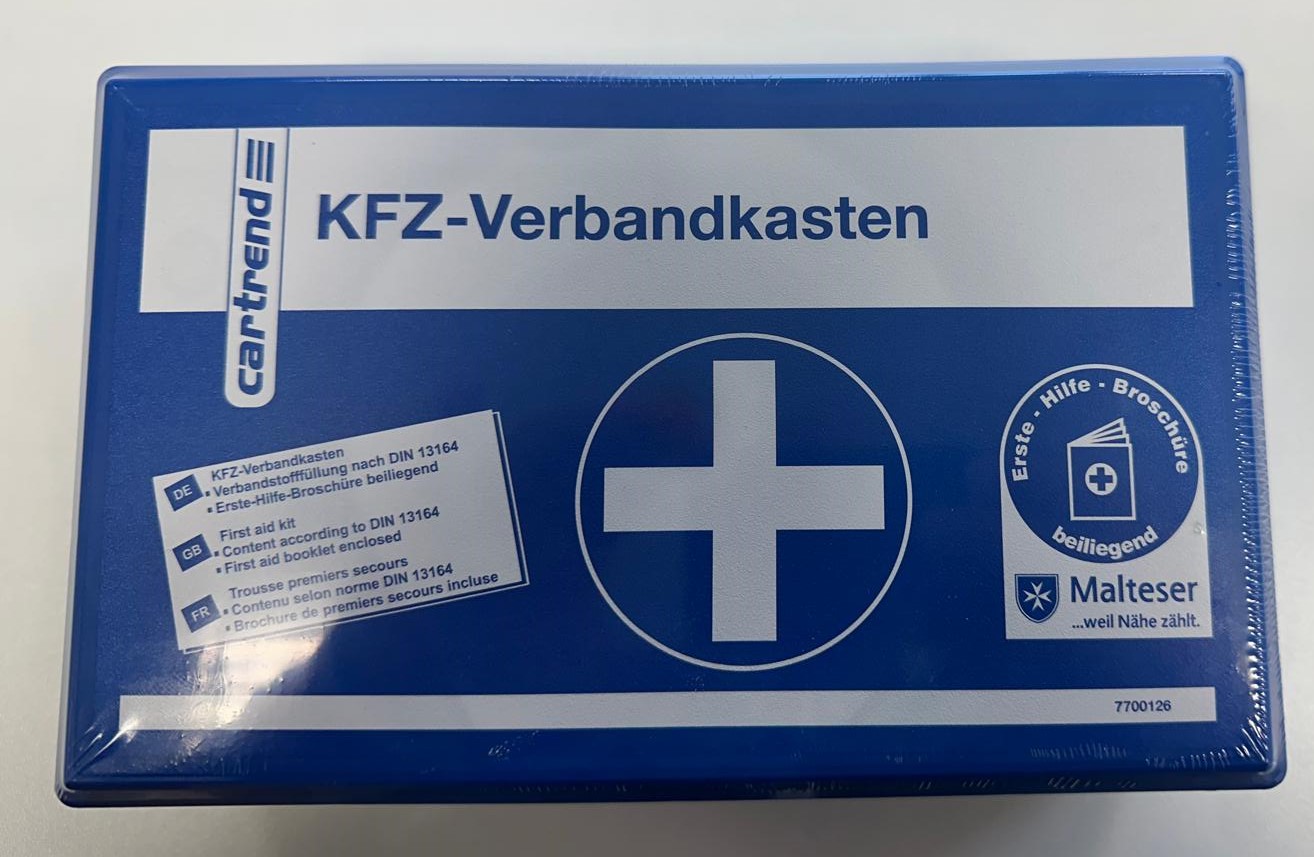 cartrend
KFZ-Verbandkasten
DE
KFZ-Verbandkasten
▪ Verbandstofffüllung nach DIN 13164
▪ Erste-Hilfe-Broschüre beiliegend
GB
First aid kit
▪ Content according to DIN 13164
▪ First aid booklet enclosed
FR
Trousse premiers secours
▪ Contenu selon norme DIN 13164
▪ Brochure de premiers secours incluse
Erste - Hilfe - Broschüre
beiliegend
Malteser
...weil Nähe zählt.
7700126